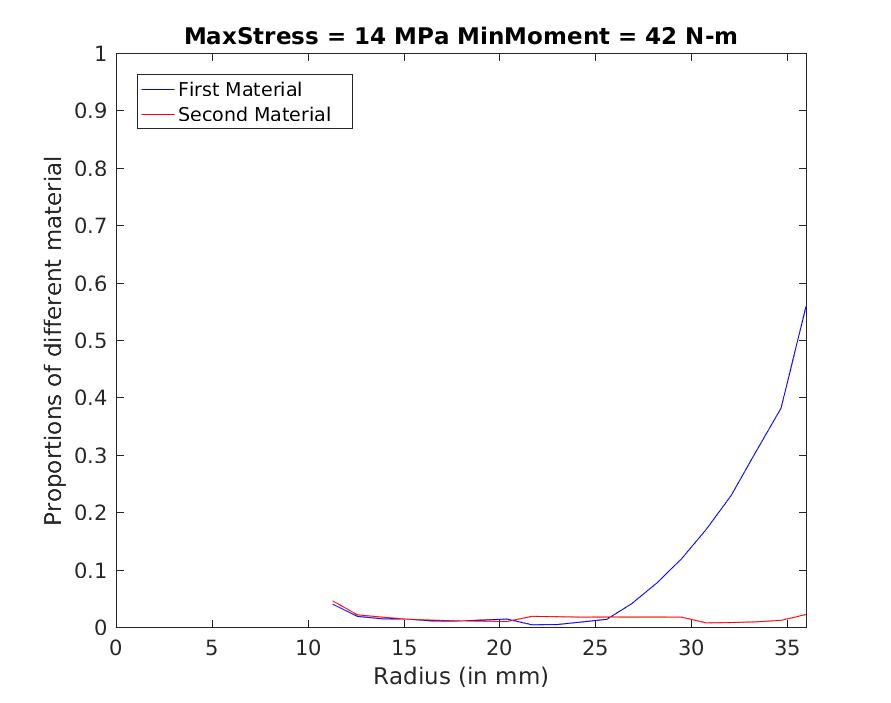 MaxStress = 14 MPa MinMoment = 42 N-m
1
First Material
Second Material
0.9
0.8
0.7
0.6
0.5
0.4
0.3
0.2
0.1
0
Proportions of different material
0 5 10 15 20 25 30 35
Radius (in mm)